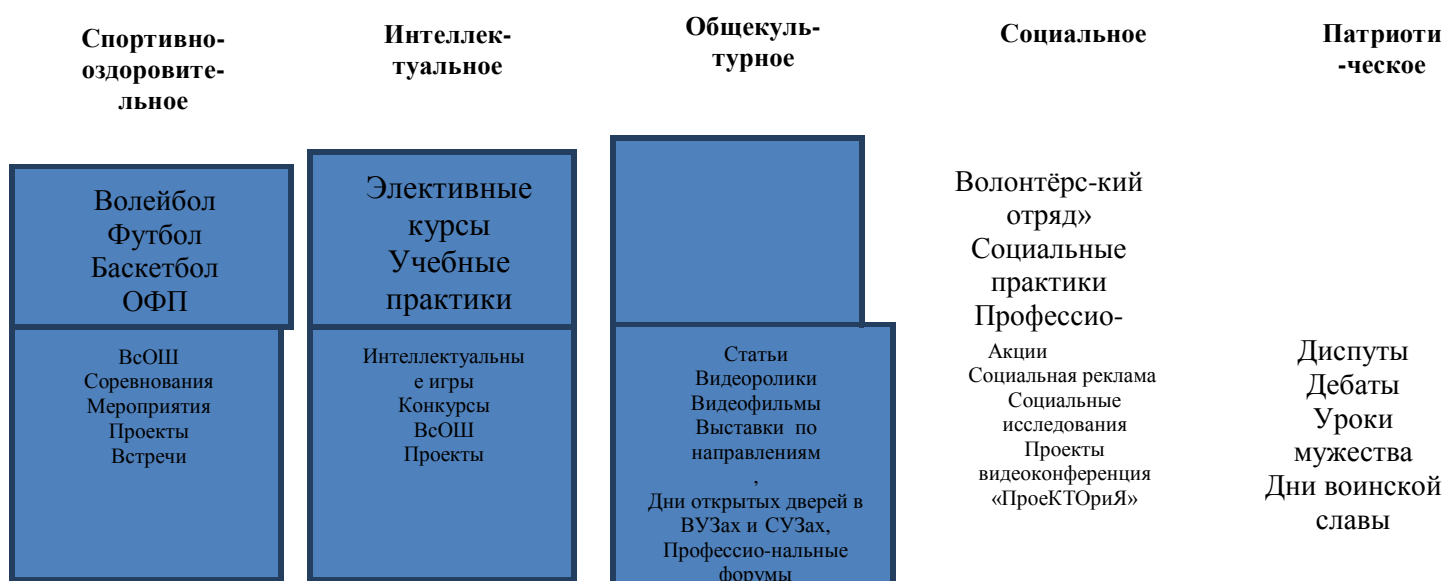 Спортивно-
оздоровите-
льное
Интеллек-
туальное
Общекуль-
турное
Социальное
Патриоти
-ческое
Волейбол
Футбол
Баскетбол
ОФП
Элективные
курсы
Учебные
практики
Волонтёрс-кий
отряд»
Социальные
практики
Профессио-
ВсОШ
Соревнования
Мероприятия
Проекты
Встречи
Интеллектуальны
е игры
Конкурсы
ВсОШ
Проекты
Статьи
Видеоролики
Видеофильмы
Выставки по
направлениям
,
Дни открытых дверей в
ВУЗах и СУЗах,
Профессио-нальные
форумы
Акции
Социальная реклама
Социальные
исследования
Проекты
видеоконференция
«ПроеКТОриЯ»
Диспуты
Дебаты
Уроки
мужества
Дни воинской
славы